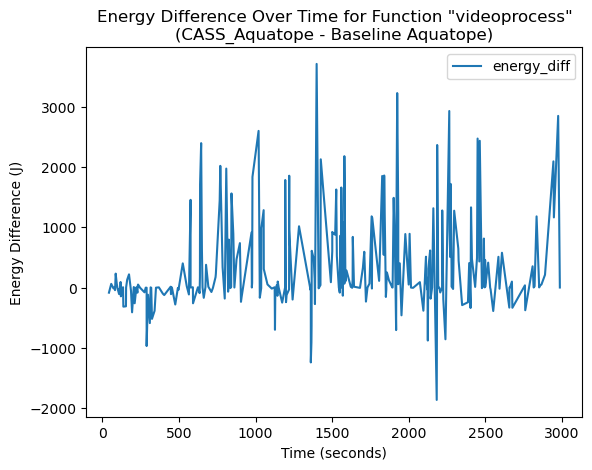 Energy Difference Over Time for Function "videoprocess"
(CASS_Aquatope - Baseline Aquatope)
energy_diff
Energy Difference (J)
3000
2000
1000
0
−1000
−2000
0 500 1000 1500 2000 2500 3000
Time (seconds)